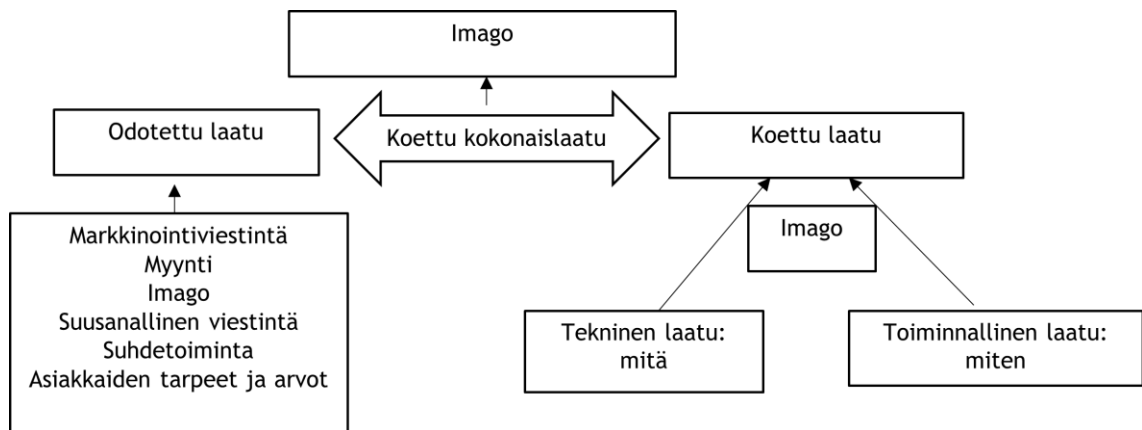 Imago
Odotettu laatu
Koettu kokonaislaatu
Koettu laatu
Markkinointiviestintä
Myynti
Imago
Suusanallinen viestintä
Suhdetoiminta
Asiakkaiden tarpeet ja arvot
Imago
Tekninen laatu:
mitä
Toiminnallinen laatu:
miten